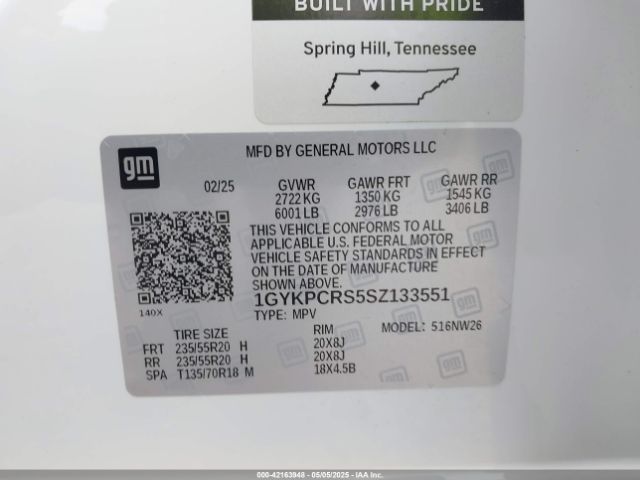 BUILT WITH PRIDE
Spring Hill, Tennessee
gm
MFD BY GENERAL MOTORS LLC
02/25 GVWR GAWR FRT GAWR RR
2722 KG 1350 KG 1545 KG
6001 LB 2976 LB 3406 LB
THIS VEHICLE CONFORMS TO ALL
APPLICABLE U.S. FEDERAL MOTOR
VEHICLE SAFETY STANDARDS IN EFFECT
ON THE DATE OF MANUFACTURE
SHOWN ABOVE.
1GYKPCRS5SZ133551
140X
TYPE: MPV
MODEL: 516NW26
TIRE SIZE RIM
FRT 235/55R20 H 20X8J
RR 235/55R20 H 20X8J
SPA T135/70R18 M 18X4.5B
000-42163948 - 05/05/2025 - IAAI.COM